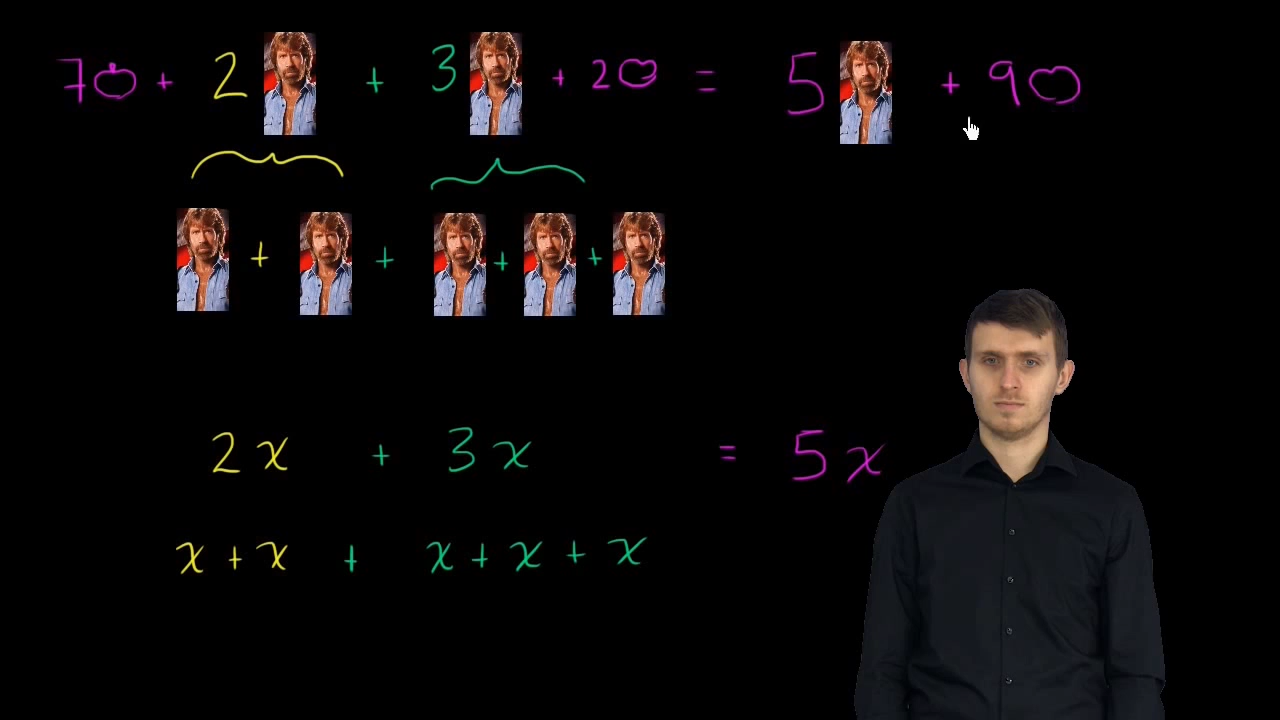 7 + 2 + 3 + 2 = 5 + 9
+ + + +
2x + 3x = 5x
x + x + x + x + x